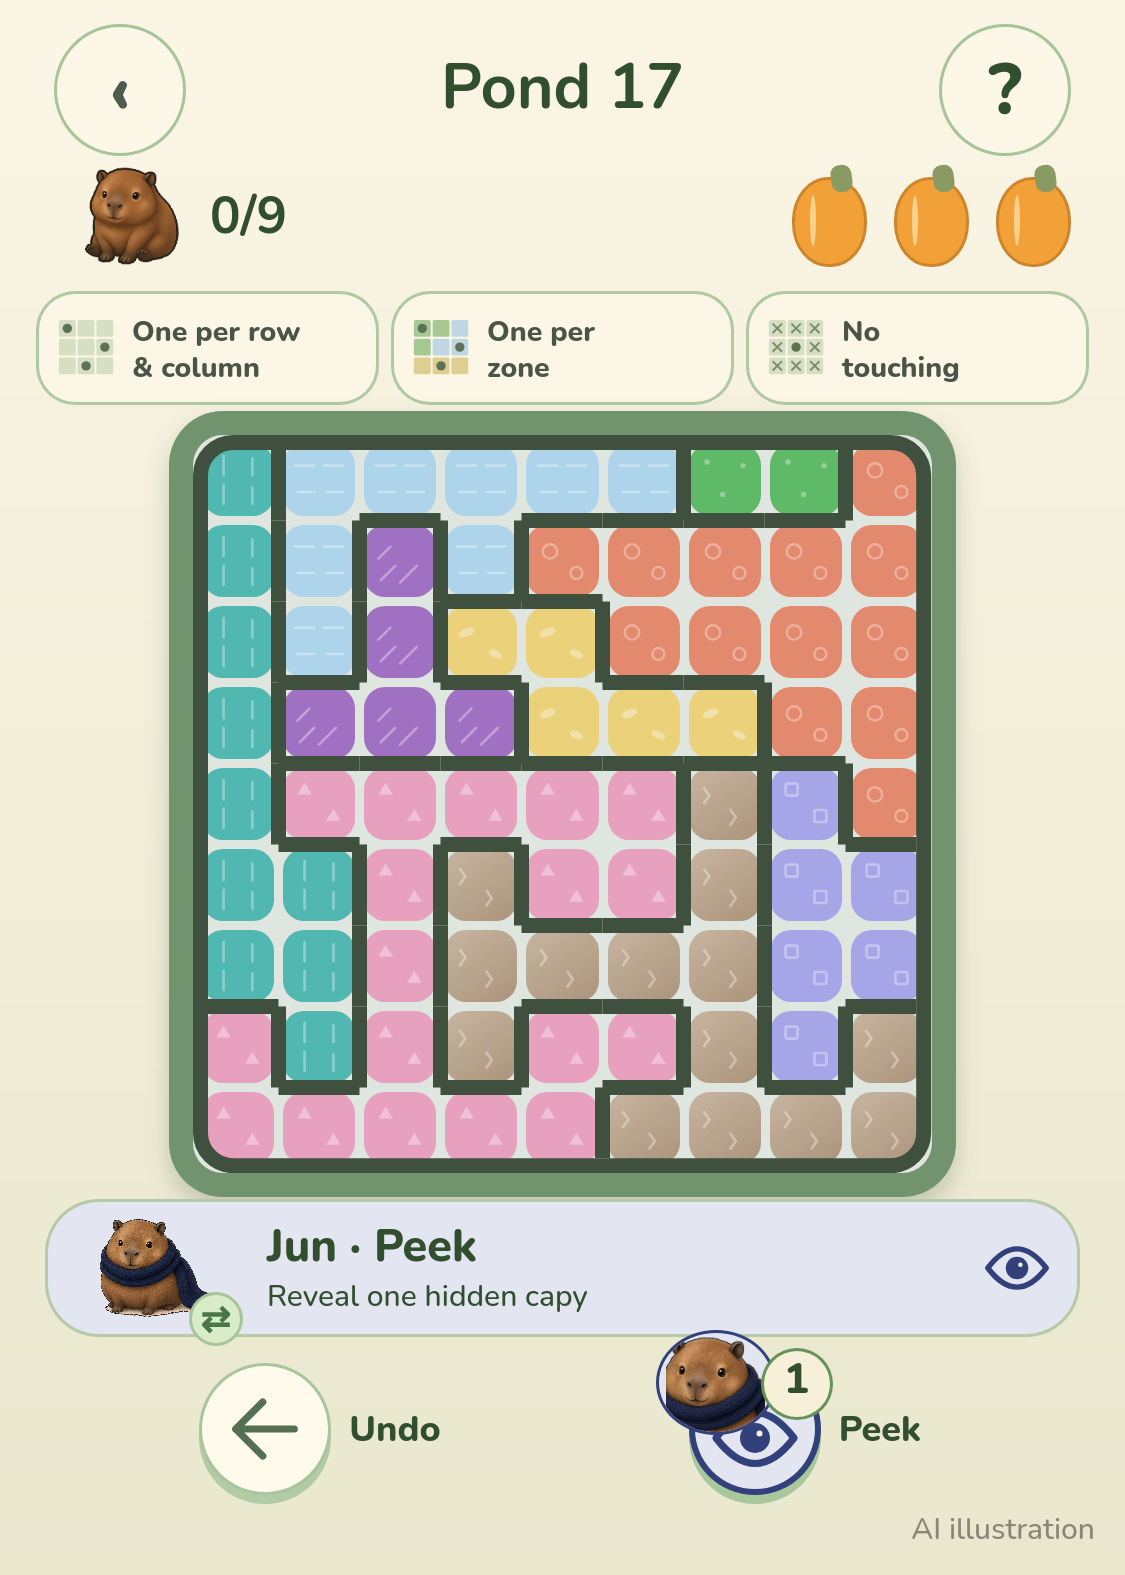 ‹
Pond 17
?
0/9
One per row
& column
One per
zone
No
touching
Jun · Peek
Reveal one hidden capy
1
Undo
Peek
AI illustration